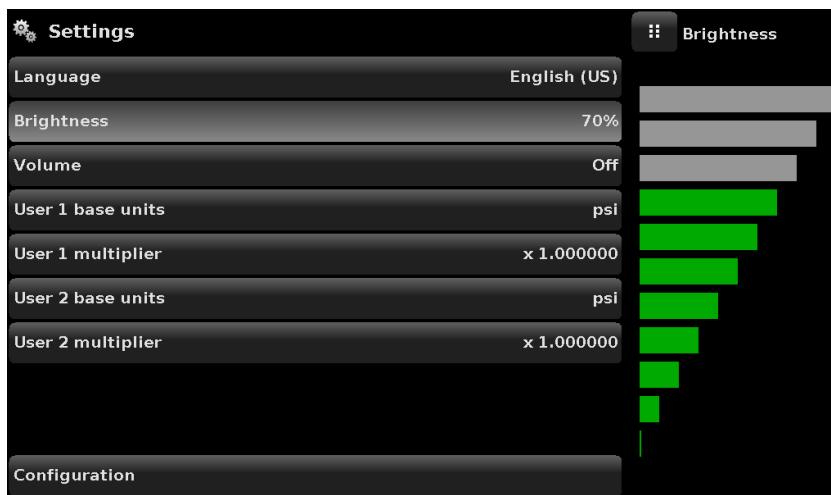 Settings
Language English (US)
Brightness 70%
Volume Off
User 1 base units psi
User 1 multiplier x 1.000000
User 2 base units psi
User 2 multiplier x 1.000000
Configuration
Brightness